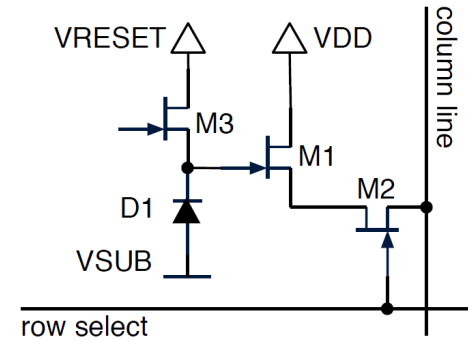 VRESET
VDD
column line
M3
M1
M2
D1
VSUB
row select